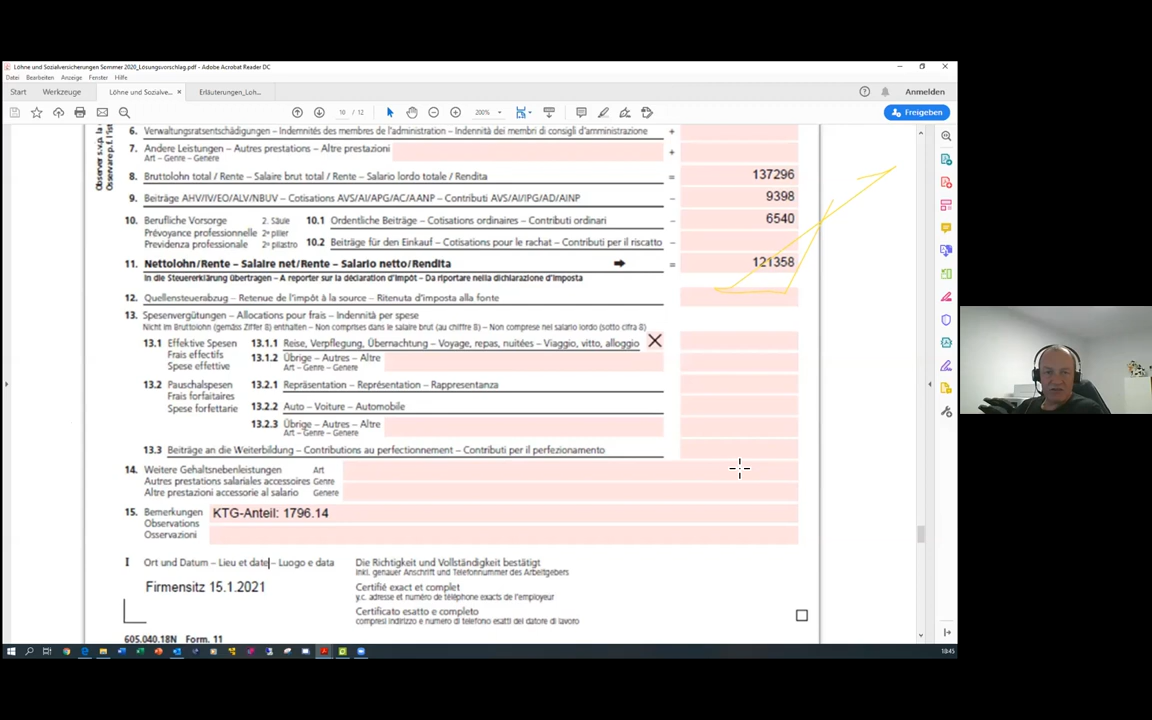 Löhne und Sozialversicherungen Semmer 2020_Lösungsvorschlag.pdf - Adobe Acrobat Reader DC
Datei Bearbeiten Anzeige Fenster Hilfe
Start Werkzeuge Löhne und Sozialve... × Erläuterungen_Loh... Anmelden
10 / 12 200% Freigeben
Observer s.v.p. la
Osservare p.f. l'ist
6. Verwaltungsratsentschädigungen – Indemnités des membres de l'administration – Indennità dei membri di consigli d'amministrazione +
7. Andere Leistungen – Autres prestations – Altre prestazioni +
Art – Genre – Genere
8. Bruttolohn total / Rente – Salaire brut total / Rente – Salario lordo totale / Rendita = 137296
9. Beiträge AHV/IV/EO/ALV/NBUV – Cotisations AVS/AI/APG/AC/AANP – Contributi AVS/AI/IPG/AD/AINP – 9398
10. Berufliche Vorsorge 2. Säule 10.1 Ordentliche Beiträge – Cotisations ordinaires – Contributi ordinari – 6540
Prévoyance professionnelle 2e pilier
Previdenza professionale 2° pilastro 10.2 Beiträge für den Einkauf – Cotisations pour le rachat – Contributi per il riscatto –
11. Nettolohn/Rente – Salaire net/Rente – Salario netto/Rendita = 121358
In die Steuererklärung übertragen – A reporter sur la déclaration d'impôt – Da riportare nella dichiarazione d'imposta
12. Quellensteuerabzug – Retenue de l'impôt à la source – Ritenuta d'imposta alla fonte
13. Spesenvergütungen – Allocations pour frais – Indennità per spese
Nicht im Bruttolohn (gemäss Ziffer 8) enthalten – Non comprises dans le salaire brut (au chiffre 8) – Non comprese nel salario lordo (sotto cifra 8)
13.1 Effektive Spesen 13.1.1 Reise, Verpflegung, Übernachtung – Voyage, repas, nuitées – Viaggio, vitto, alloggio X
Frais effectifs 13.1.2 Übrige – Autres – Altre
Spese effettive Art – Genre – Genere
13.2 Pauschalspesen 13.2.1 Repräsentation – Représentation – Rappresentanza
Frais forfaitaires
Spese forfettarie 13.2.2 Auto – Voiture – Automobile
13.2.3 Übrige – Autres – Altre
Art – Genre – Genere
13.3 Beiträge an die Weiterbildung – Contributions au perfectionnement – Contributi per il perfezionamento
14. Weitere Gehaltsnebenleistungen Art
Autres prestations salariales accessoires Genre
Altre prestazioni accessorie al salario Genere
15. Bemerkungen KTG-Anteil: 1796.14
Observations
Osservazioni
I Ort und Datum – Lieu et date – Luogo e data Die Richtigkeit und Vollständigkeit bestätigt
inkl. genauer Anschrift und Telefonnummer des Arbeitgebers
Firmensitz 15.1.2021 Certifié exact et complet
y.c. adresse et numéro de téléphone exacts de l'employeur
Certificato esatto e completo
compresi indirizzo e numero di telefono esatti del datore di lavoro
605.040.18N Form. 11
18:45